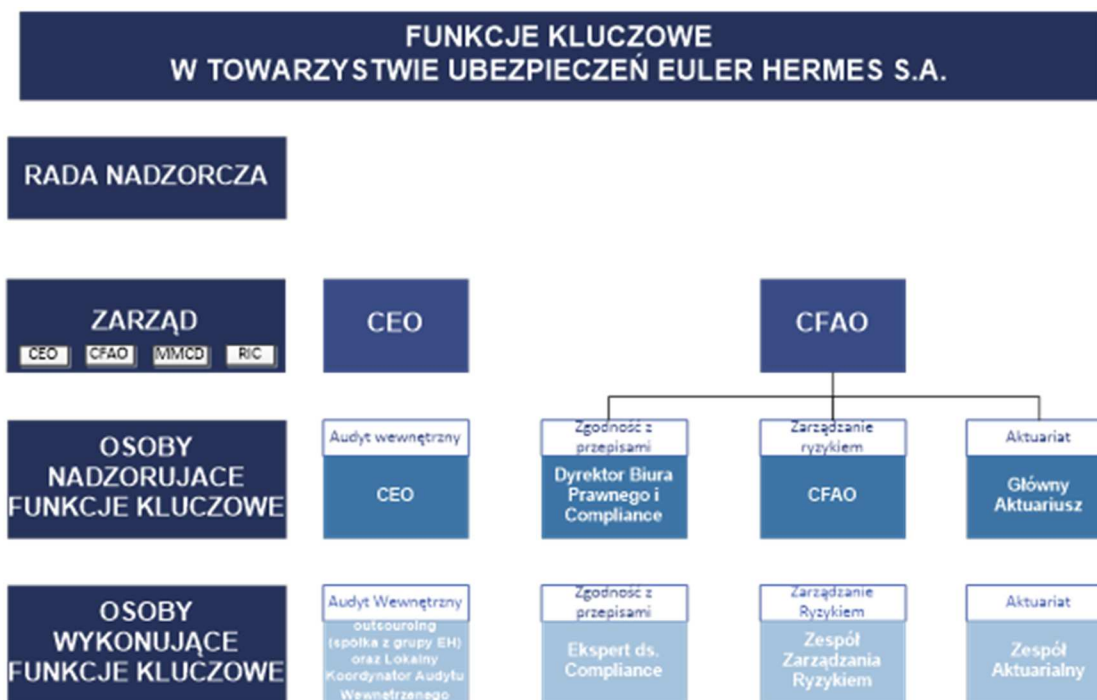 FUNKCJE KLUCZOWE
W TOWARZYSTWIE UBEZPIECZEŃ EULER HERMES S.A.
RADA NADZORCZA
ZARZĄD
CEO CFAO MMCD RIC
CEO
CFAO
OSOBY
NADZORUJACE
FUNKCJE KLUCZOWE
Audyt wewnętrzny
CEO
Zgodność z
przepisami
Dyrektor Biura
Prawnego i
Compliance
Zarządzanie
ryzykiem
CFAO
Aktuariat
Główny
Aktuariusz
OSOBY
WYKONUJĄCE
FUNKCJE KLUCZOWE
Audyt Wewnętrzny
outsourolng
(spółka z grupy EH)
oraz Lokalny
Koordynator Audytu
Wewnetrzenego
Zgodność z
przepisami
Ekspert ds.
Compliance
Zarządzanie
Ryzykiem
Zespół
Zarządzania
Ryzykiem
Aktuariat
Zespół
Aktuarialny